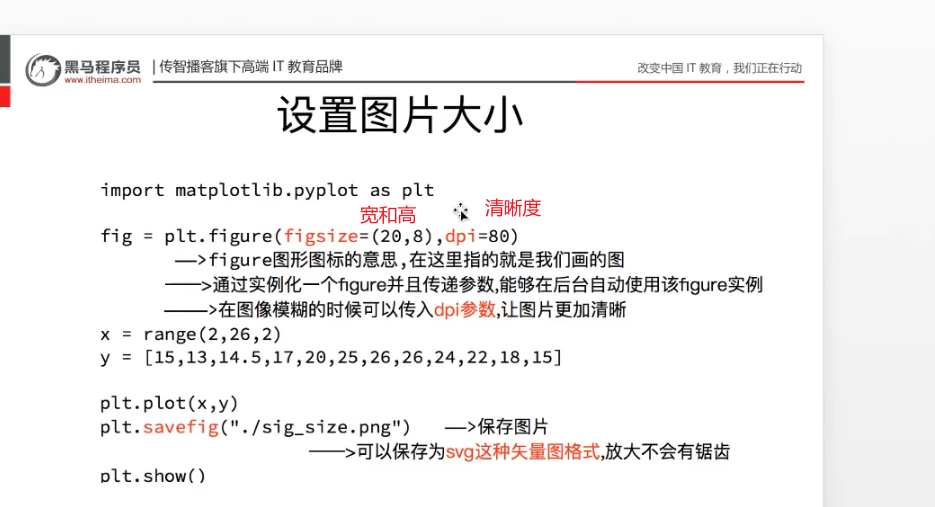 黑马程序员
www.itheima.com
| 传智播客旗下高端 IT 教育品牌
改变中国 IT 教育，我们正在行动
设置图片大小
import matplotlib.pyplot as plt
宽和高
清晰度
fig = plt.figure(figsize=(20,8),dpi=80)
——>figure图形图标的意思,在这里指的就是我们画的图
———>通过实例化一个figure并且传递参数,能够在后台自动使用该figure实例
———>在图像模糊的时候可以传入dpi参数,让图片更加清晰
x = range(2,26,2)
y = [15,13,14.5,17,20,25,26,26,24,22,18,15]
plt.plot(x,y)
plt.savefig("./sig_size.png") ——>保存图片
———>可以保存为svg这种矢量图格式,放大不会有锯齿
plt.show()